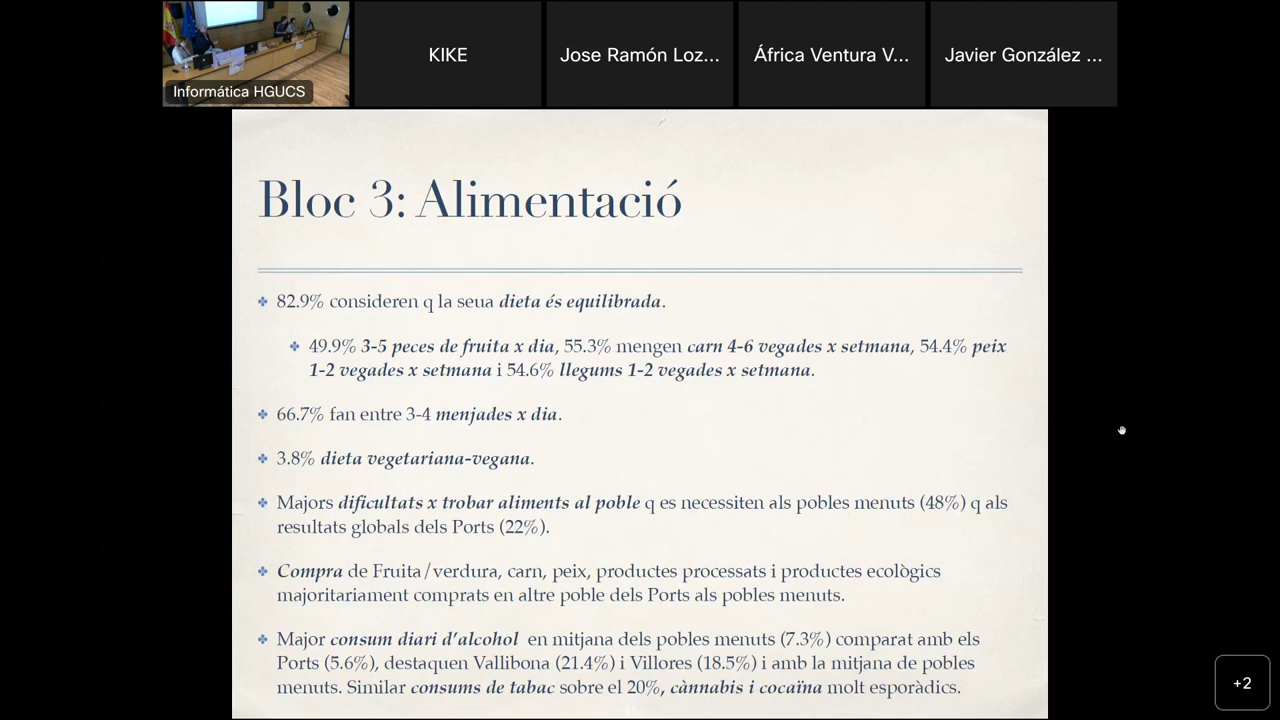 Informática HGUCS
KIKE
Jose Ramón Loz...
África Ventura V...
Javier González ...
Bloc 3: Alimentació
82.9% consideren q la seua dieta és equilibrada.
49.9% 3-5 peces de fruita x dia, 55.3% mengen carn 4-6 vegades x setmana, 54.4% peix
1-2 vegades x setmana i 54.6% llegums 1-2 vegades x setmana.
66.7% fan entre 3-4 menjades x dia.
3.8% dieta vegetariana-vegana.
Majors dificultats x trobar aliments al poble q es necessiten als pobles menuts (48%) q als
resultats globals dels Ports (22%).
Compra de Fruita/verdura, carn, peix, productes processats i productes ecològics
majoritariament comprats en altre poble dels Ports als pobles menuts.
Major consum diari d'alcohol en mitjana dels pobles menuts (7.3%) comparat amb els
Ports (5.6%), destaquen Vallibona (21.4%) i Villores (18.5%) i amb la mitjana de pobles
menuts. Similar consums de tabac sobre el 20%, cànnabis i cocaïna molt esporàdics.
+2